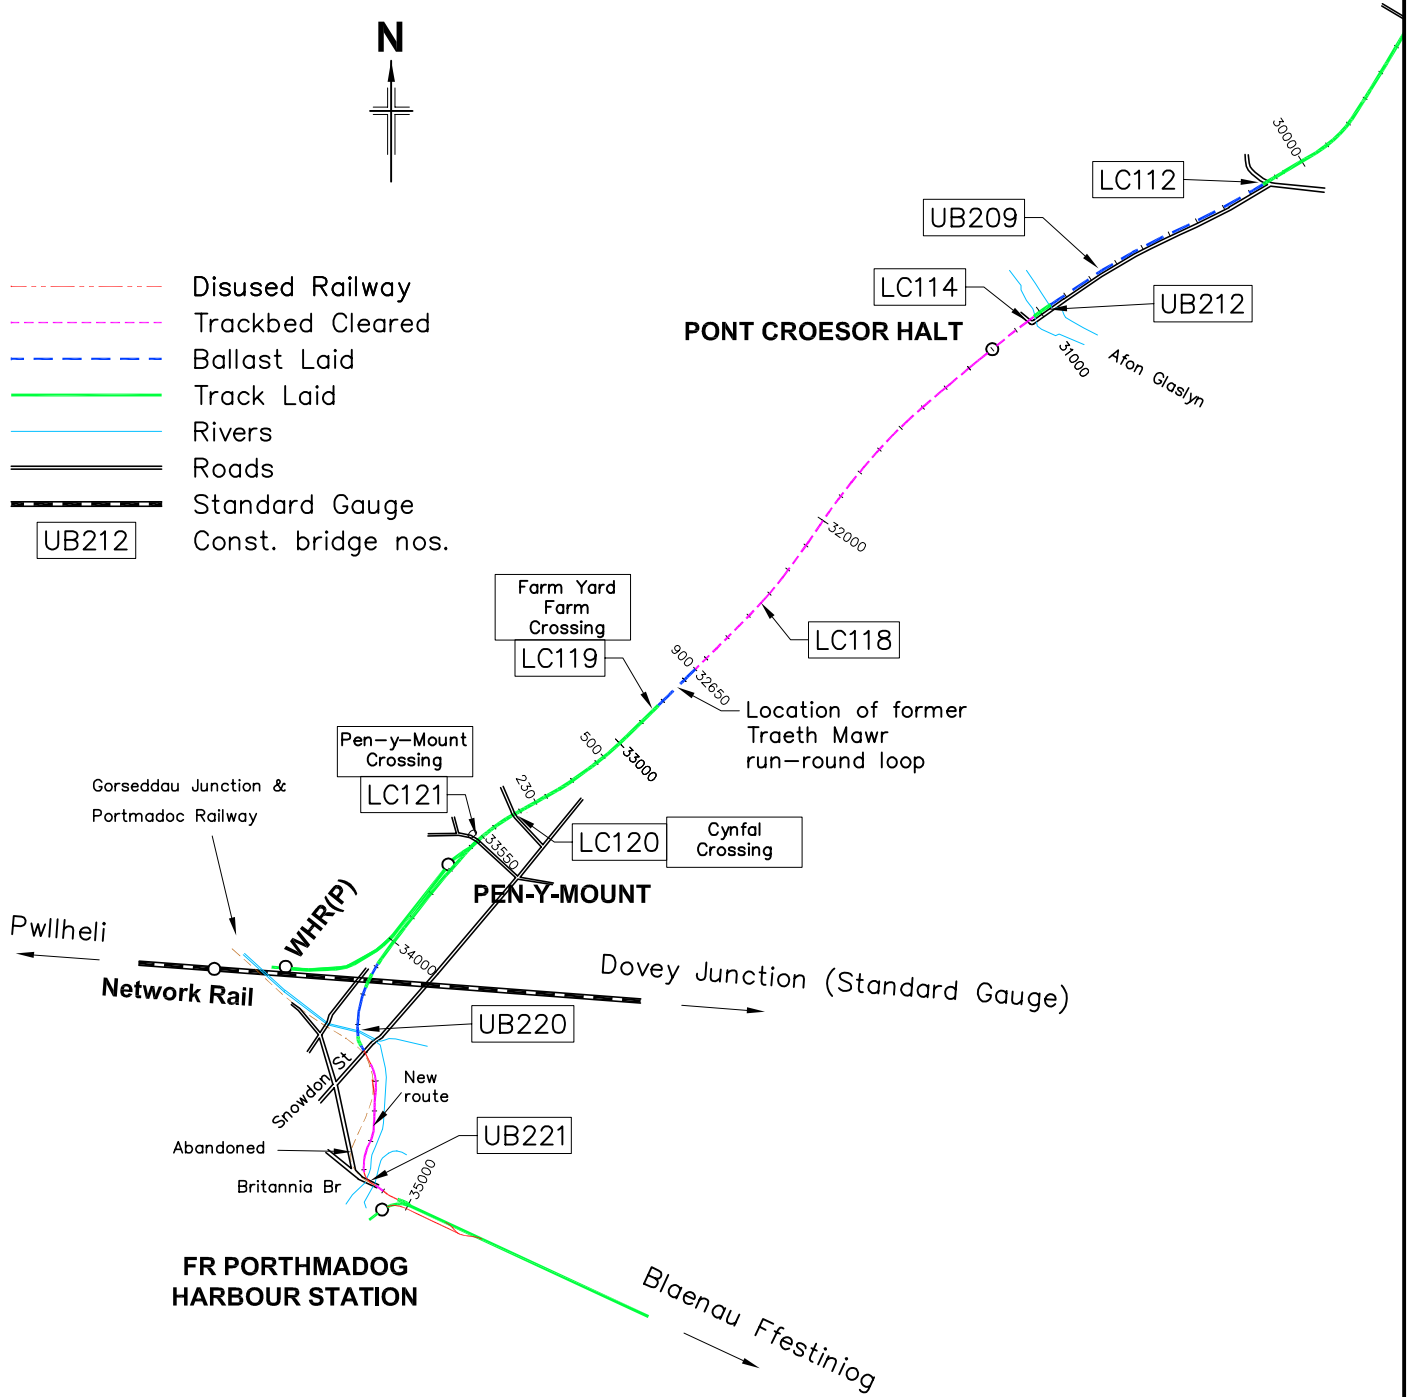 N
30000
LC112
UB209
LC114
UB212
PONT CROESOR HALT
31000
Afon Glaslyn
Disused Railway
Trackbed Cleared
Ballast Laid
Track Laid
Rivers
Roads
Standard Gauge
UB212
Const. bridge nos.
32000
Farm Yard
Farm
Crossing
LC119
LC118
900
32650
Location of former
Traeth Mawr
run-round loop
500
33000
Pen-y-Mount
Crossing
LC121
230
Gorseddau Junction &
Portmadoc Railway
LC120
Cynfal
Crossing
33550
PEN-Y-MOUNT
WHR(P)
Pwllheli
34000
Network Rail
Dovey Junction (Standard Gauge)
UB220
Snowdon St
New
route
UB221
Abandoned
Britannia Br
35000
FR PORTHMADOG
HARBOUR STATION
Blaenau Ffestiniog